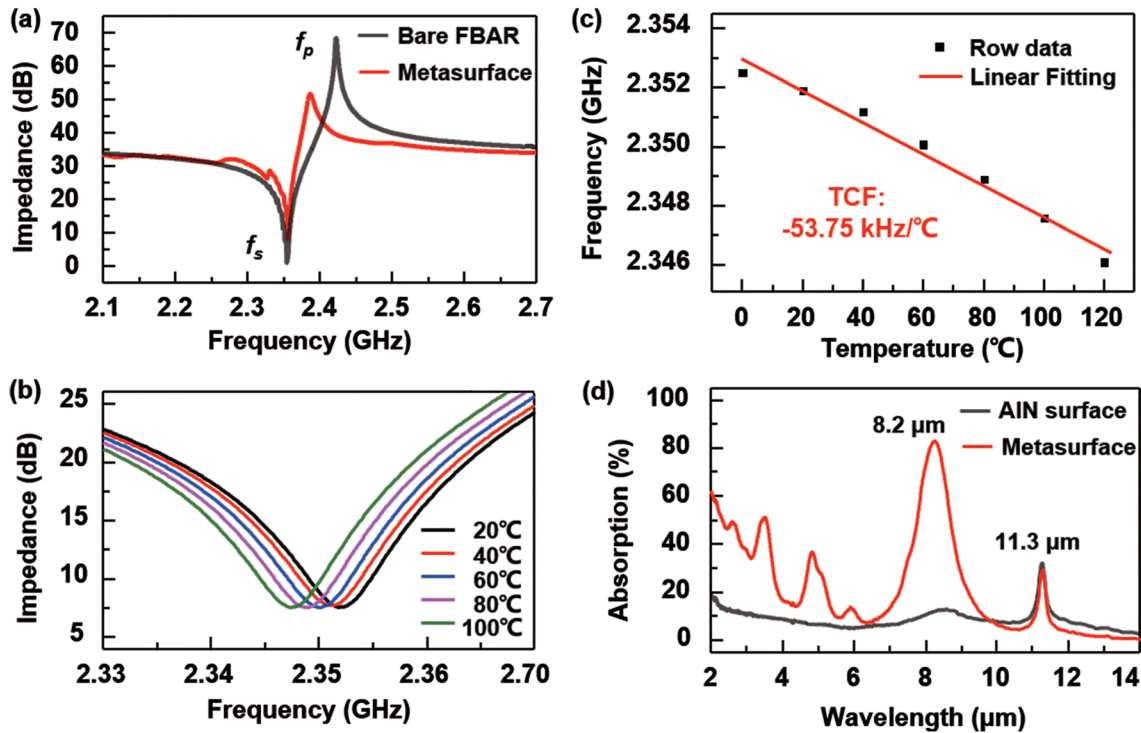 (a)
70
60
50
40
30
20
10
0
Impedance (dB)
fp
fs
Bare FBAR
Metasurface
2.1 2.2 2.3 2.4 2.5 2.6 2.7
Frequency (GHz)
(c)
2.354
2.352
2.350
2.348
2.346
Frequency (GHz)
Row data
Linear Fitting
TCF:
-53.75 kHz/℃
0 20 40 60 80 100 120
Temperature (℃)
(b)
25
20
15
10
5
Impedance (dB)
20℃
40℃
60℃
80℃
100℃
2.33 2.34 2.35 2.36 2.70
Frequency (GHz)
(d)
100
80
60
40
20
0
Absorption (%)
AlN surface
Metasurface
8.2 μm
11.3 μm
2 4 6 8 10 12 14
Wavelength (μm)